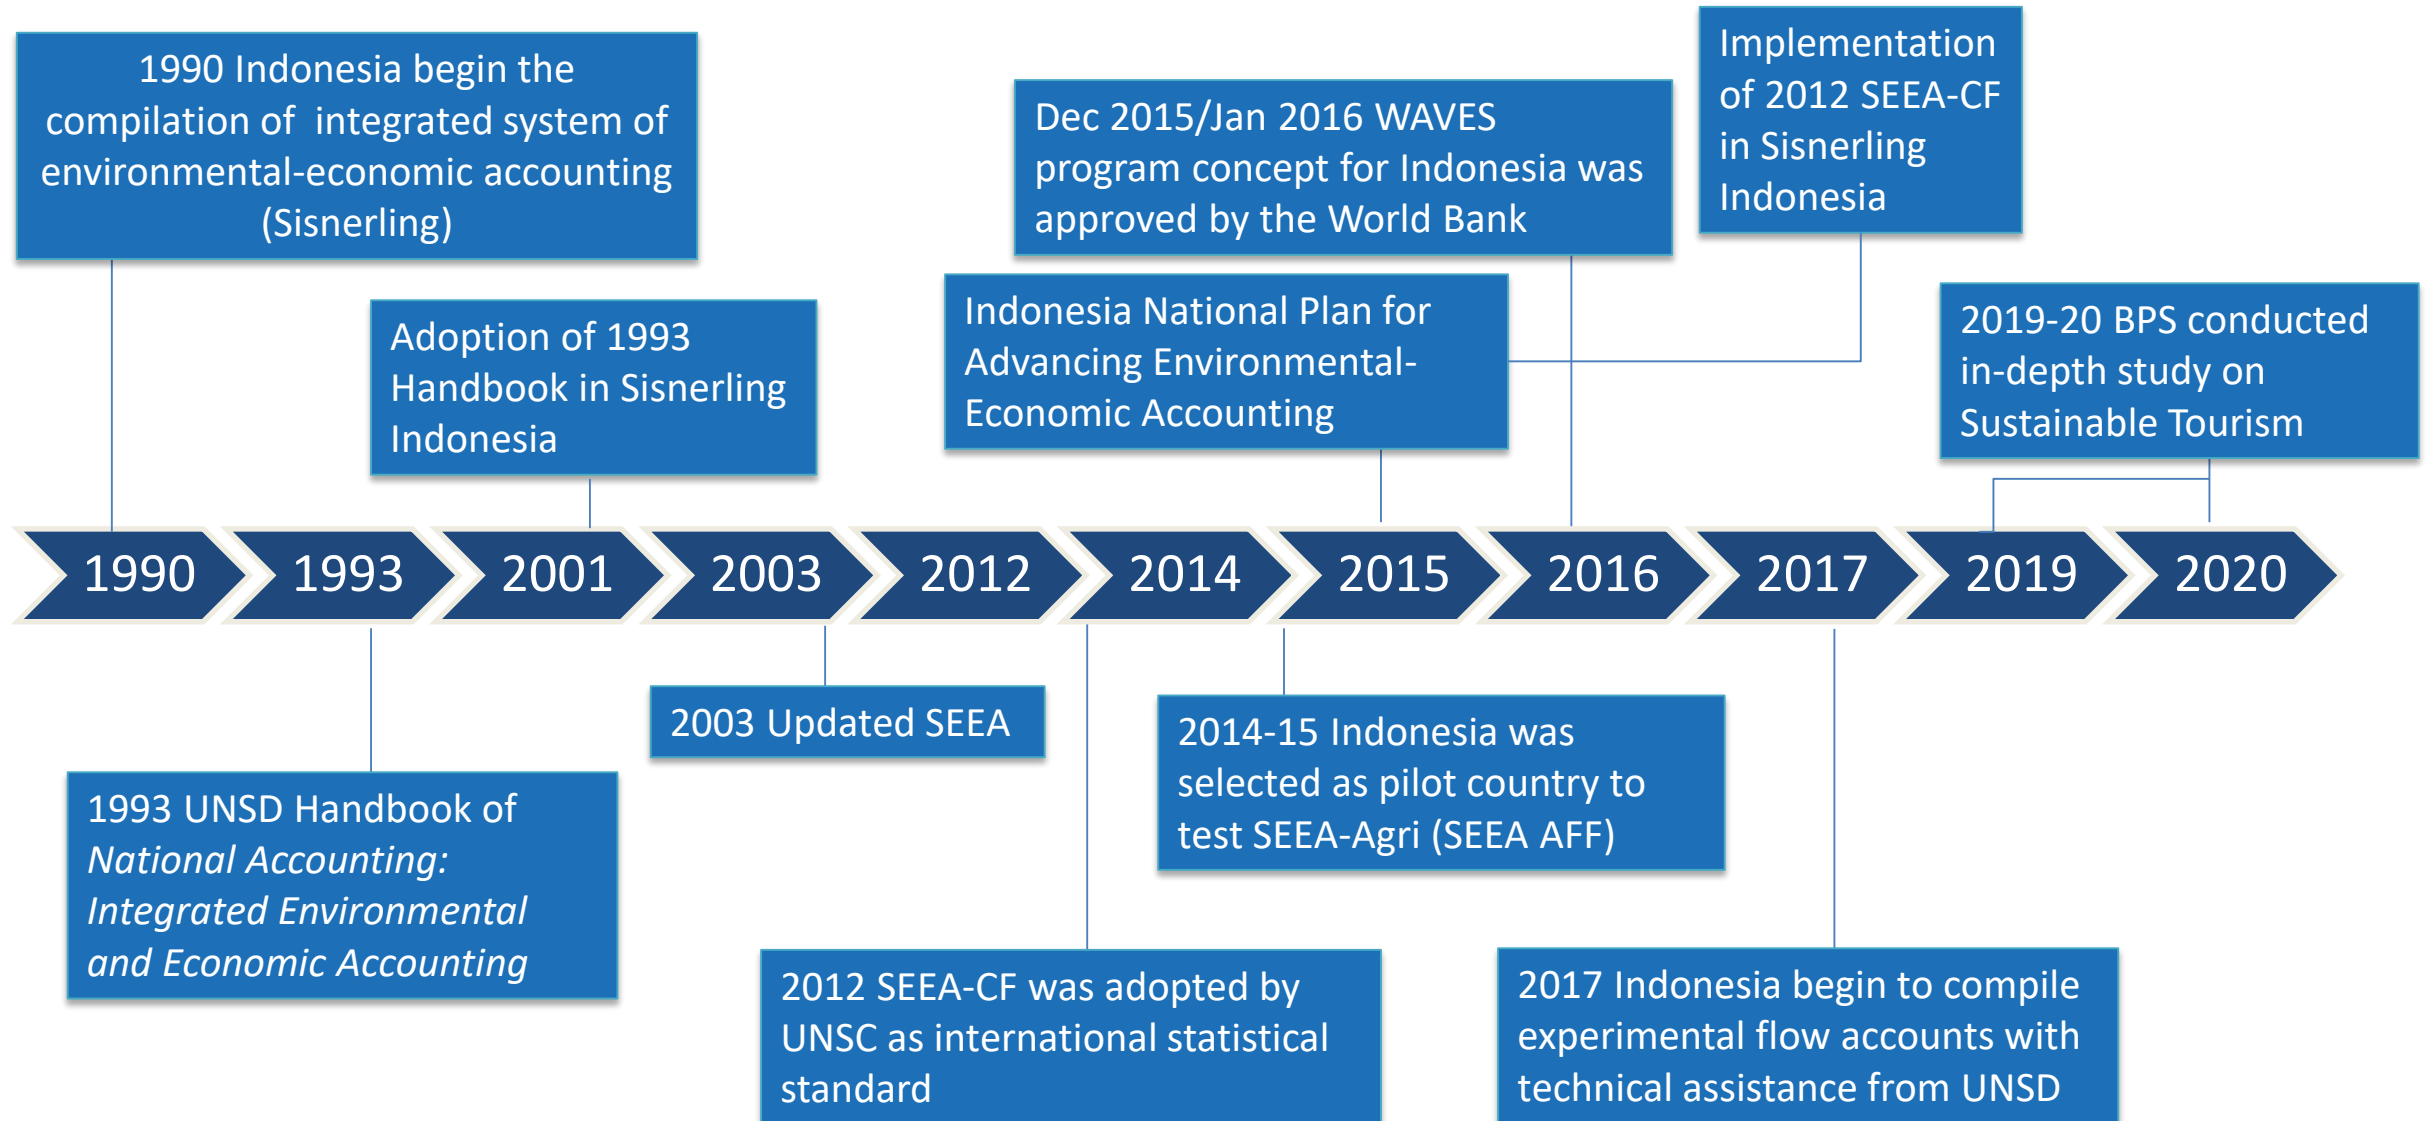 1990 Indonesia begin the
compilation of integrated system of
environmental-economic accounting
(Sisnerling)
Adoption of 1993
Handbook in Sisnerling
Indonesia
Dec 2015/Jan 2016 WAVES
program concept for Indonesia was
approved by the World Bank
Indonesia National Plan for
Advancing Environmental-
Economic Accounting
Implementation
of 2012 SEEA-CF
in Sisnerling
Indonesia
2019-20 BPS conducted
in-depth study on
Sustainable Tourism
1990
1993
2001
2003
2012
2014
2015
2016
2017
2019
2020
1993 UNSD Handbook of
National Accounting:
Integrated Environmental
and Economic Accounting
2003 Updated SEEA
2012 SEEA-CF was adopted by
UNSC as international statistical
standard
2014-15 Indonesia was
selected as pilot country to
test SEEA-Agri (SEEA AFF)
2017 Indonesia begin to compile
experimental flow accounts with
technical assistance from UNSD